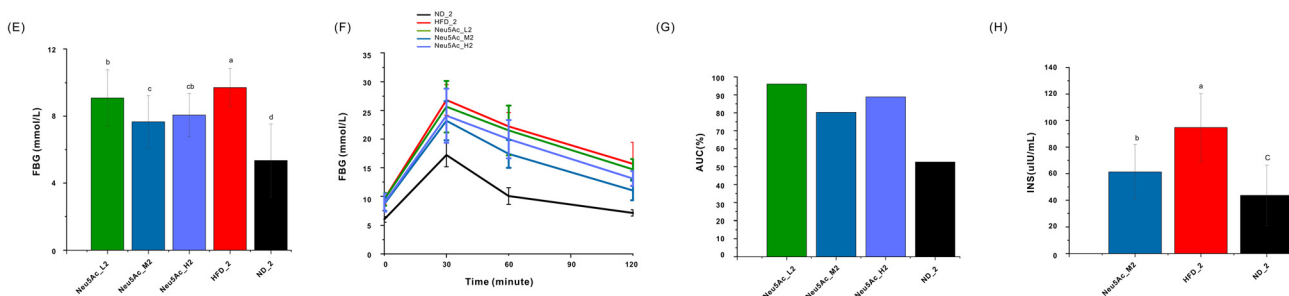 (E)
FBG (mmol/L)
12
9
8
4
0
b
c
cb
a
d
Neu5Ac_L2
Neu5Ac_M2
Neu5Ac_H2
HFD_2
ND_2
(F)
ND_2
HFD_2
Neu5Ac_L2
Neu5Ac_M2
Neu5Ac_H2
FBG (mmol/L)
35
30
25
20
15
10
5
0
0
30
60
90
120
Time (minute)
(G)
AUC(%)
100
90
80
70
60
50
40
30
20
10
0
Neu5Ac_L2
Neu5Ac_M2
Neu5Ac_H2
ND_2
(H)
INS(uIU/mL)
140
120
100
80
60
40
20
0
b
a
C
Neu5Ac_M2
HFD_2
ND_2